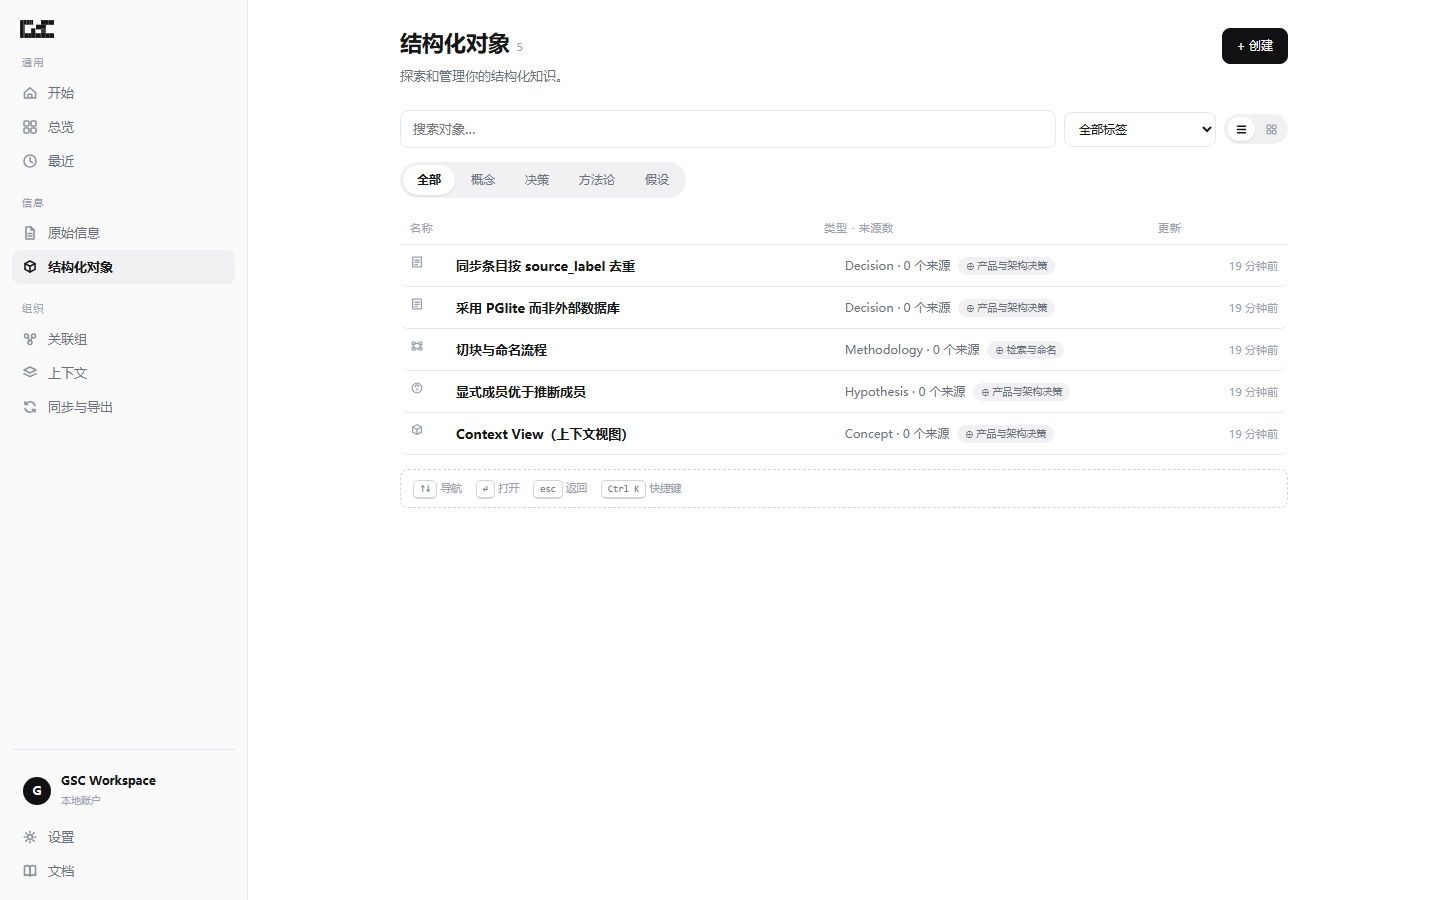 GSC
通用
开始
总览
最近
信息
原始信息
结构化对象
组织
关联组
上下文
同步与导出
G
GSC Workspace
本地账户
设置
文档
结构化对象 5
+ 创建
探索和管理你的结构化知识。
搜索对象...
全部标签
全部 概念 决策 方法论 假设
名称 类型 · 来源数 更新
同步条目按 source_label 去重 Decision · 0 个来源 产品与架构决策 19 分钟前
采用 PGlite 而非外部数据库 Decision · 0 个来源 产品与架构决策 19 分钟前
切块与命名流程 Methodology · 0 个来源 检索与命名 19 分钟前
显式成员优于推断成员 Hypothesis · 0 个来源 产品与架构决策 19 分钟前
Context View（上下文视图） Concept · 0 个来源 产品与架构决策 19 分钟前
↑↓ 导航 ↵ 打开 esc 返回 Ctrl K 快捷键